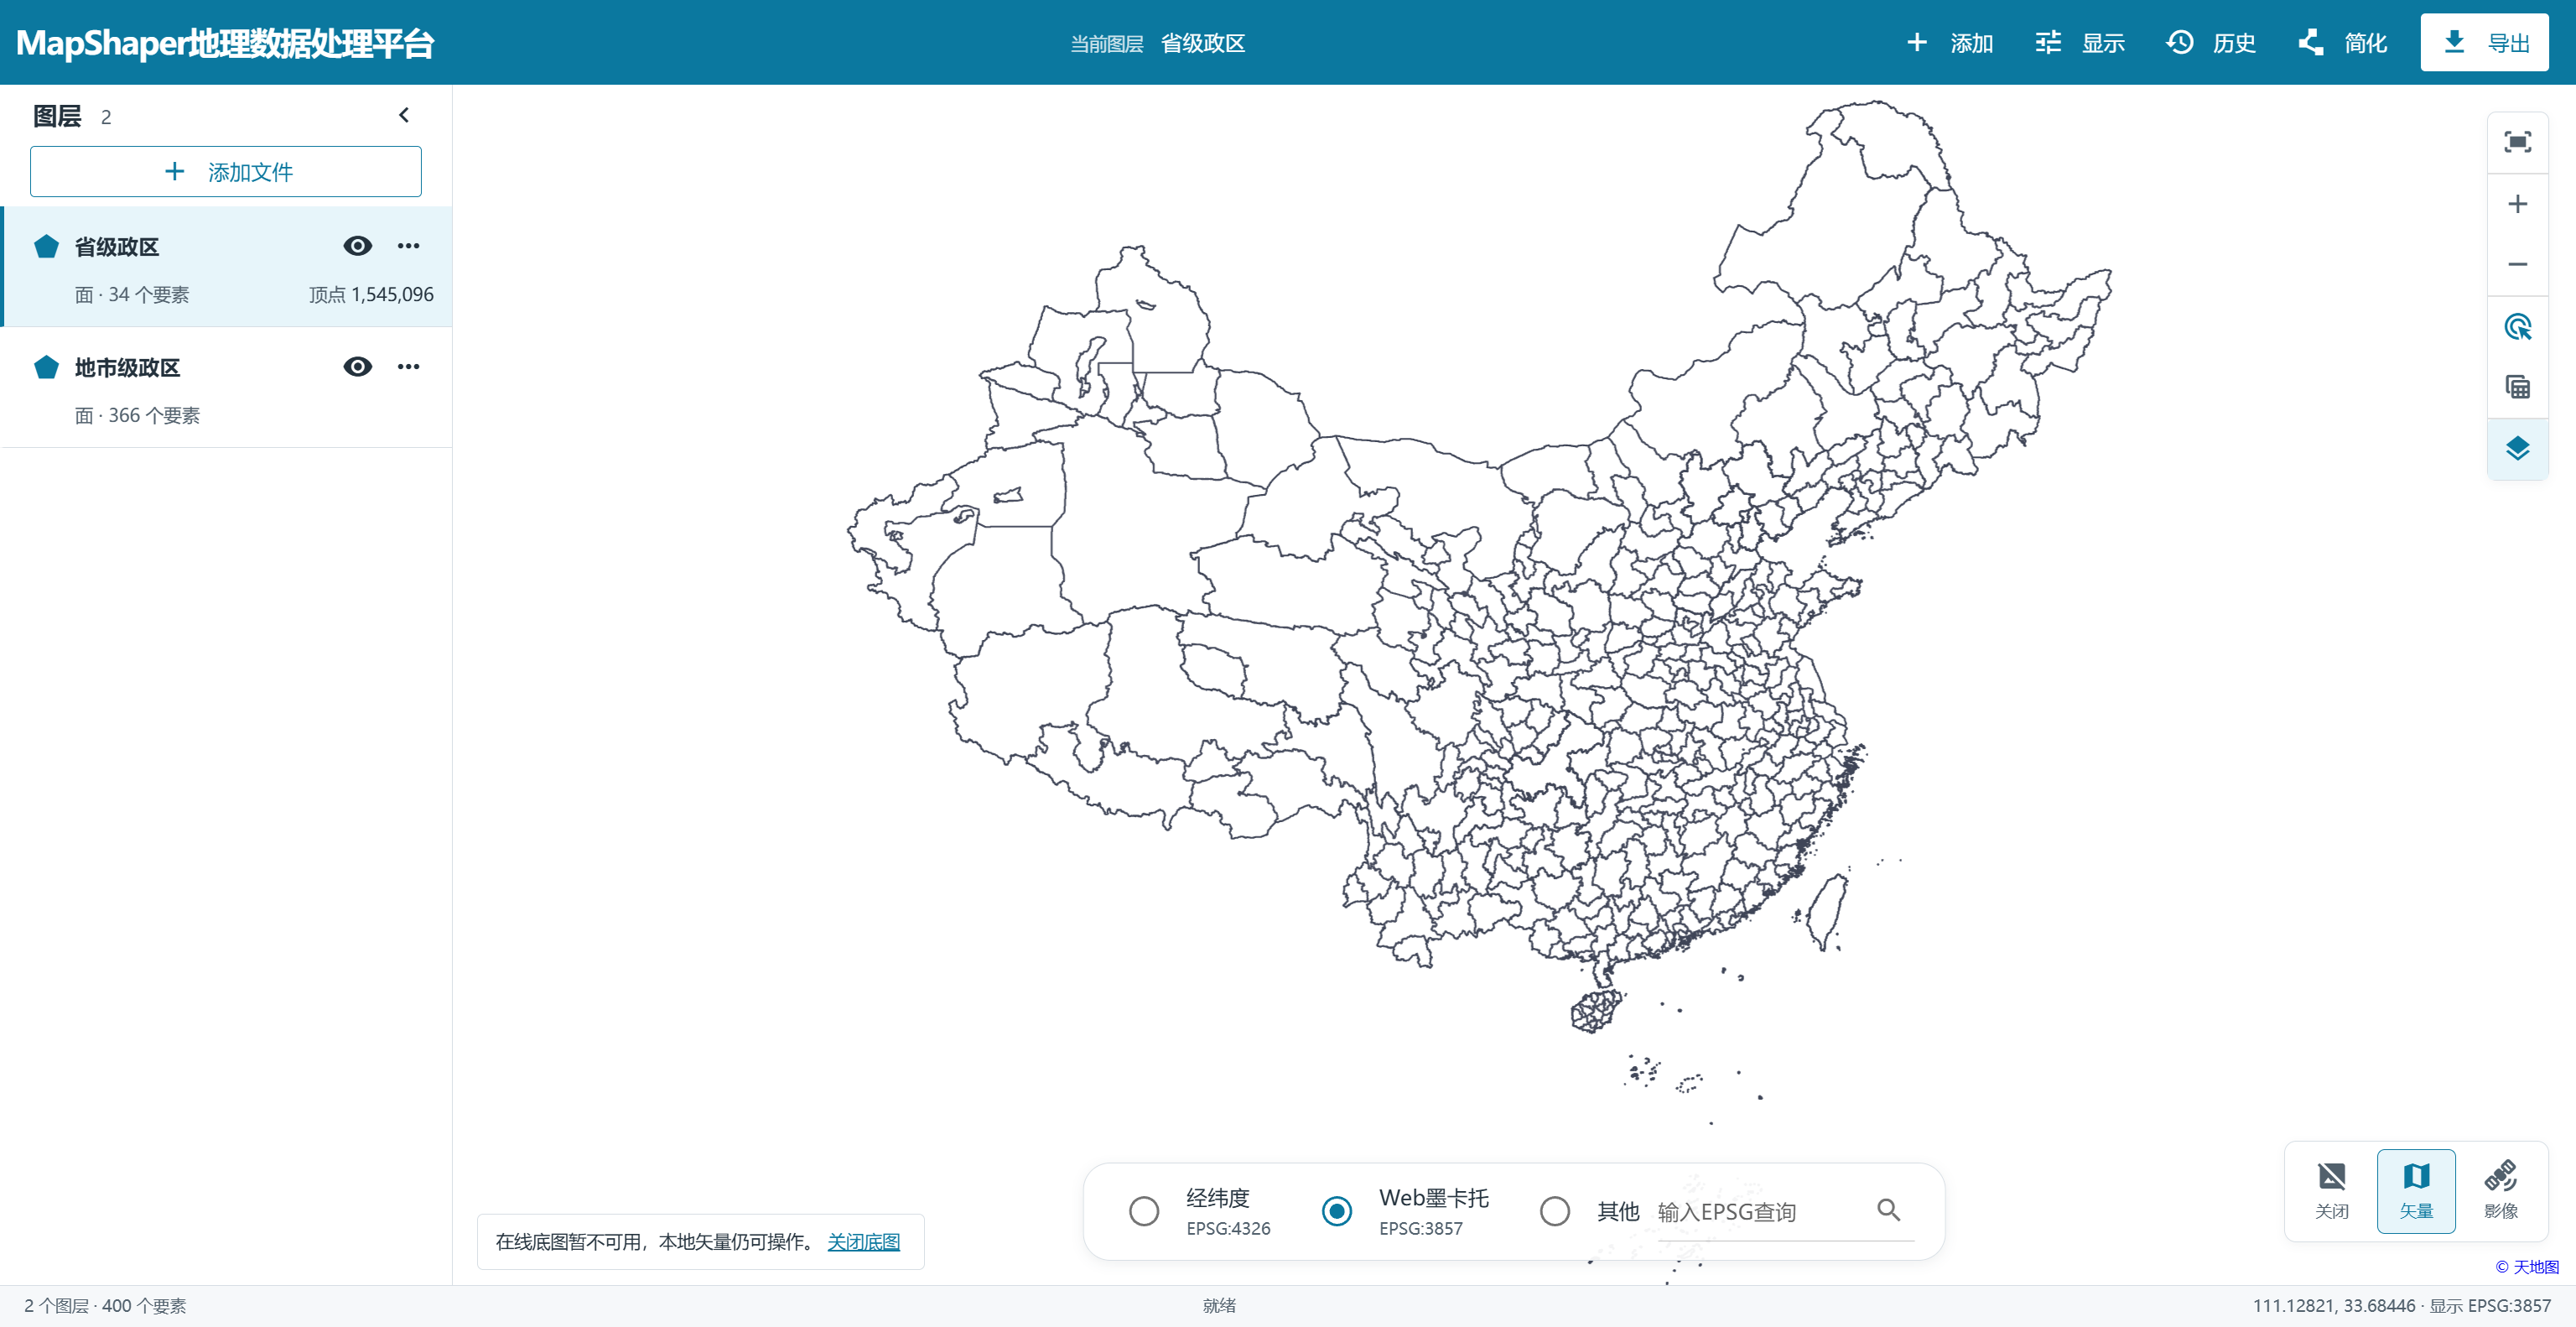 MapShaper地理数据处理平台
当前图层 省级政区
添加 显示 历史 简化 导出
图层 2
添加文件
省级政区
面 · 34 个要素 顶点 1,545,096
地市级政区
面 · 366 个要素
经纬度
EPSG:4326
Web墨卡托
EPSG:3857
其他 输入EPSG查询
在线底图暂不可用，本地矢量仍可操作。 关闭底图
关闭 矢量 影像
© 天地图
2 个图层 · 400 个要素 就绪 111.12821, 33.68446 · 显示 EPSG:3857